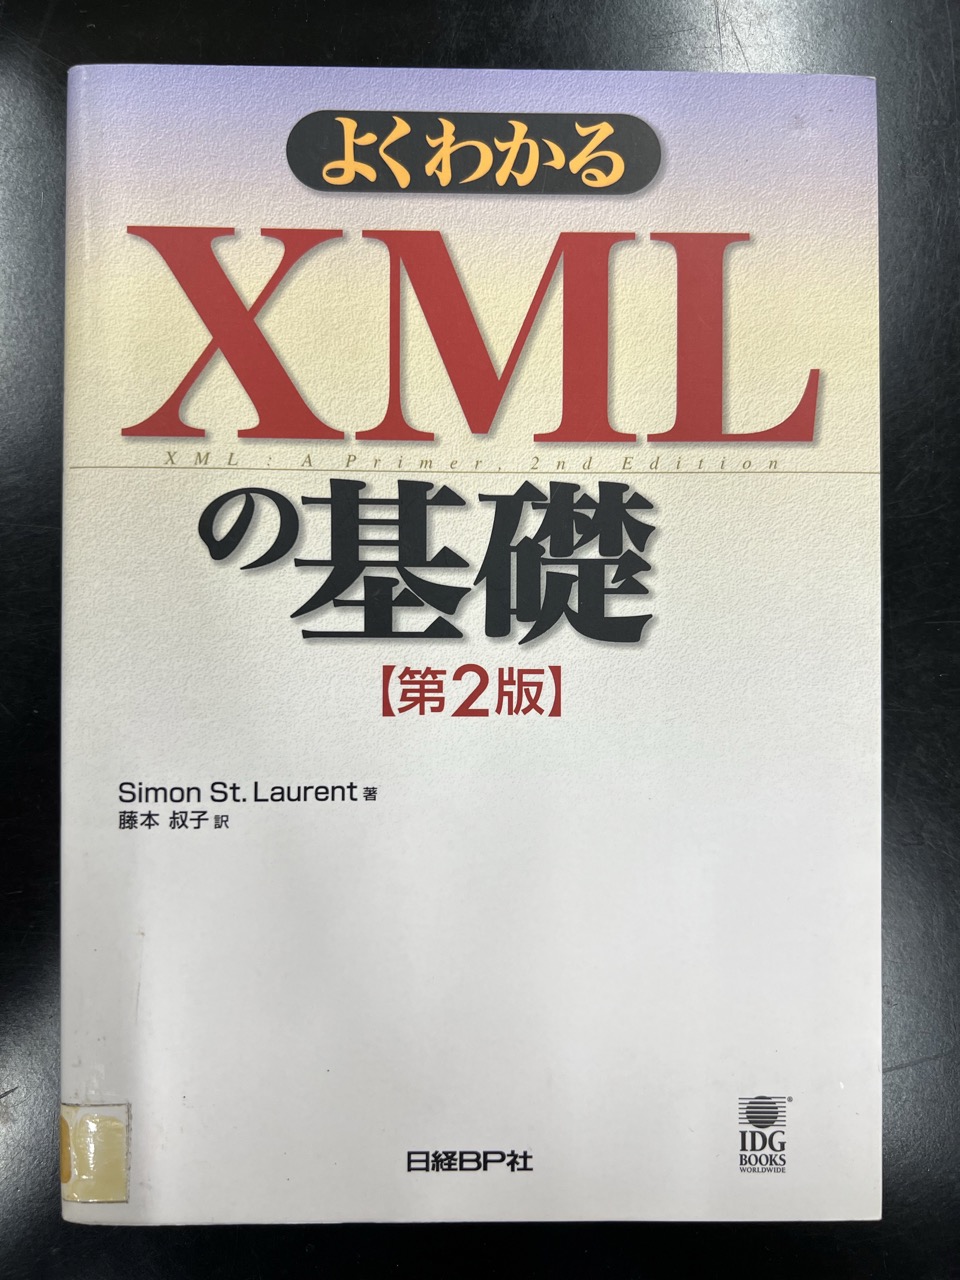 よくわかる
XML
XML : A Primer, 2nd Edition
の基礎
【第2版】
Simon St. Laurent 著
藤本 叔子 訳
日経BP社
IDG
BOOKS
WORLDWIDE
®